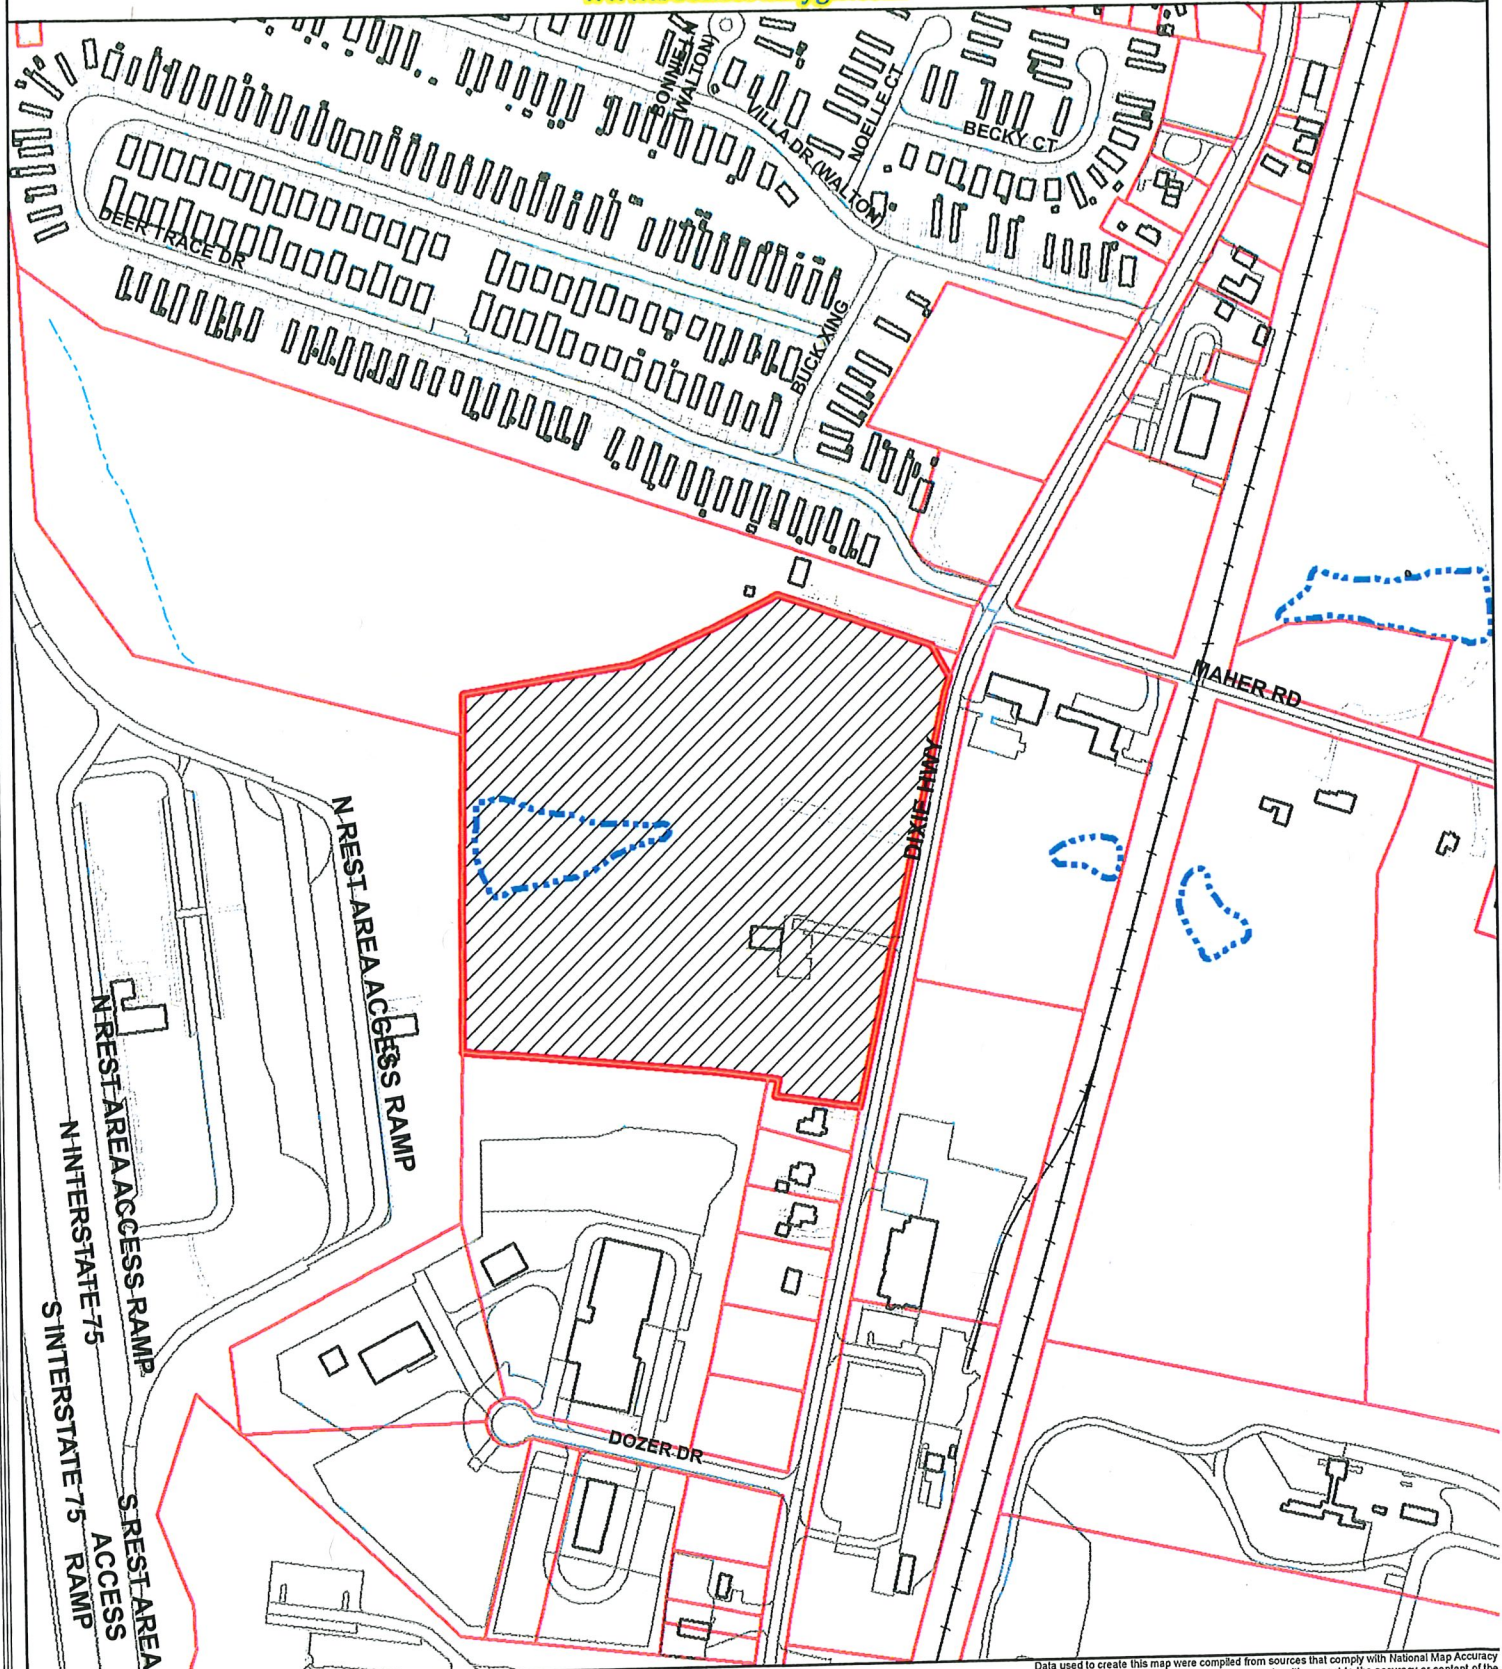 BONNIE LN
(WALTON)
VILLA DR (WALTON)
NOELLE CT
BECKY CT
DEER TRACE DR
BUCK XING
MAHER RD
DIXIE HWY
N REST AREA ACCESS RAMP
N REST AREA ACCESS RAMP
N INTERSTATE 75
S INTERSTATE 75
RAMP
ACCESS
S REST AREA
DOZER DR
Data used to create this map were compiled from sources that comply with National Map Accuracy